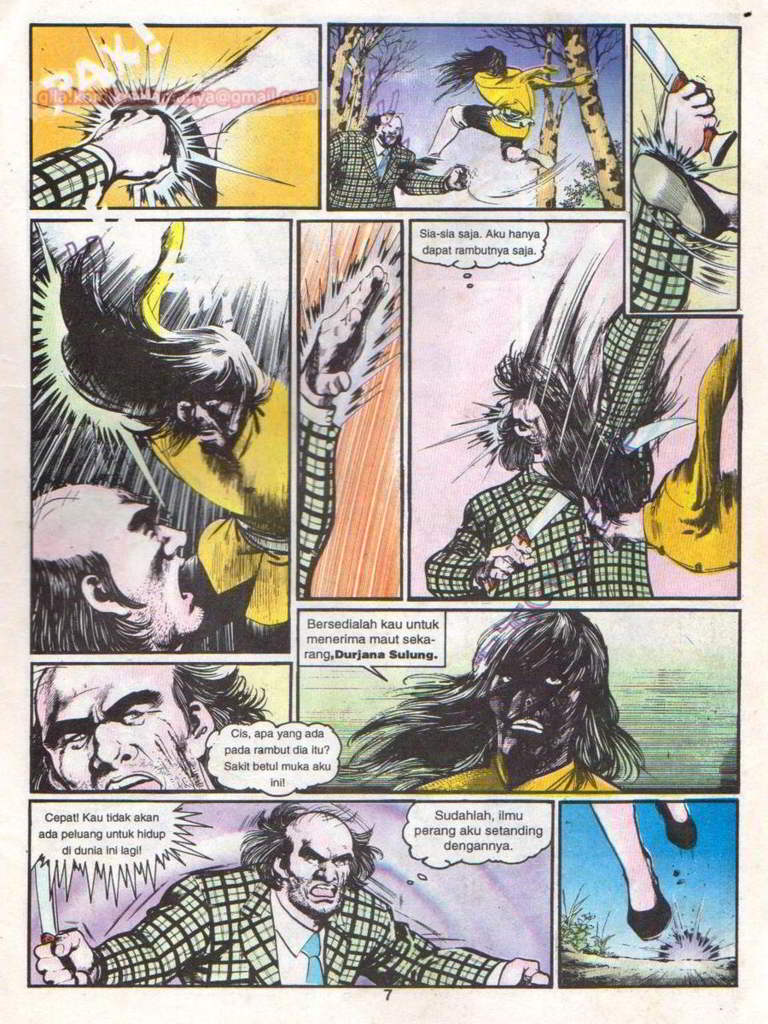 PAK!
Sia-sia saja. Aku hanya
dapat rambutnya saja.
Bersedialah kau untuk
menerima maut seka-
rang,Durjana Sulung.
Cis, apa yang ada
pada rambut dia itu?
Sakit betul muka aku
ini!
Cepat! Kau tidak akan
ada peluang untuk hidup
di dunia ini lagi!
Sudahlah, ilmu
perang aku setanding
dengannya.
7